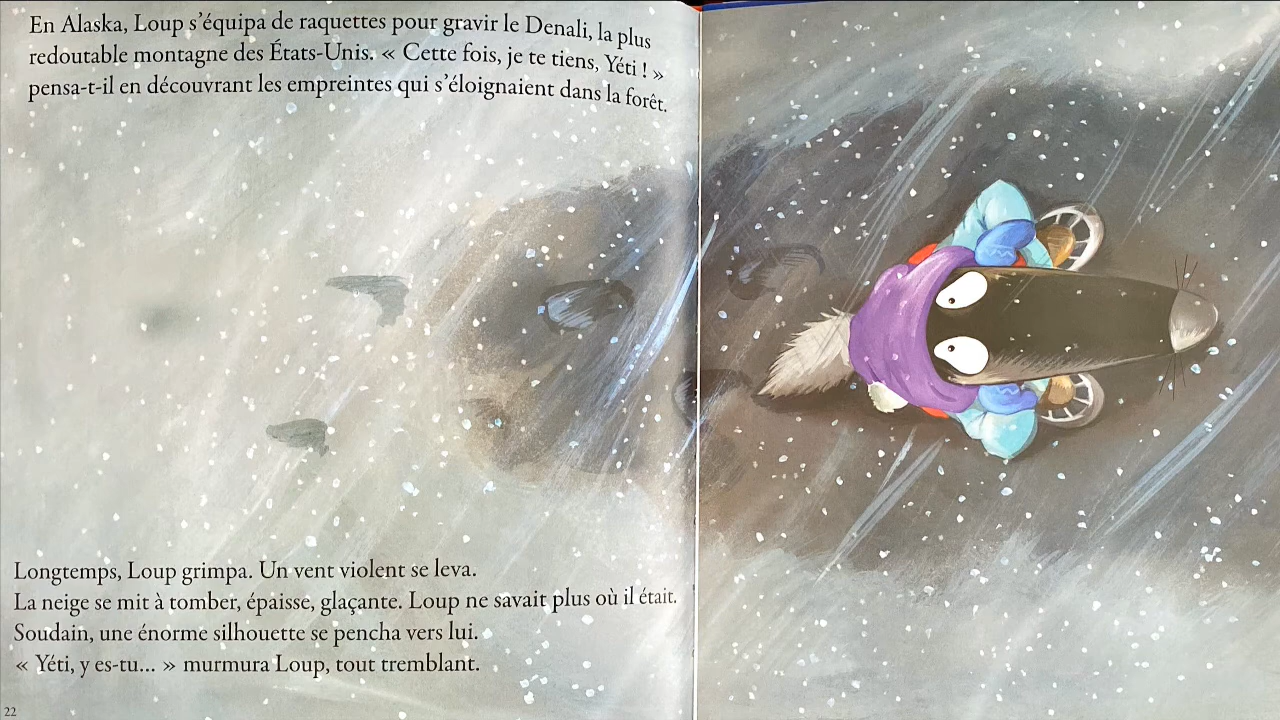 En Alaska, Loup s’équipa de raquettes pour gravir le Denali, la plus
redoutable montagne des États-Unis. « Cette fois, je te tiens, Yéti ! »
pensa-t-il en découvrant les empreintes qui s’éloignaient dans la forêt.
Longtemps, Loup grimpa. Un vent violent se leva.
La neige se mit à tomber, épaisse, glaçante. Loup ne savait plus où il était.
Soudain, une énorme silhouette se pencha vers lui.
« Yéti, y es-tu... » murmura Loup, tout tremblant.
22